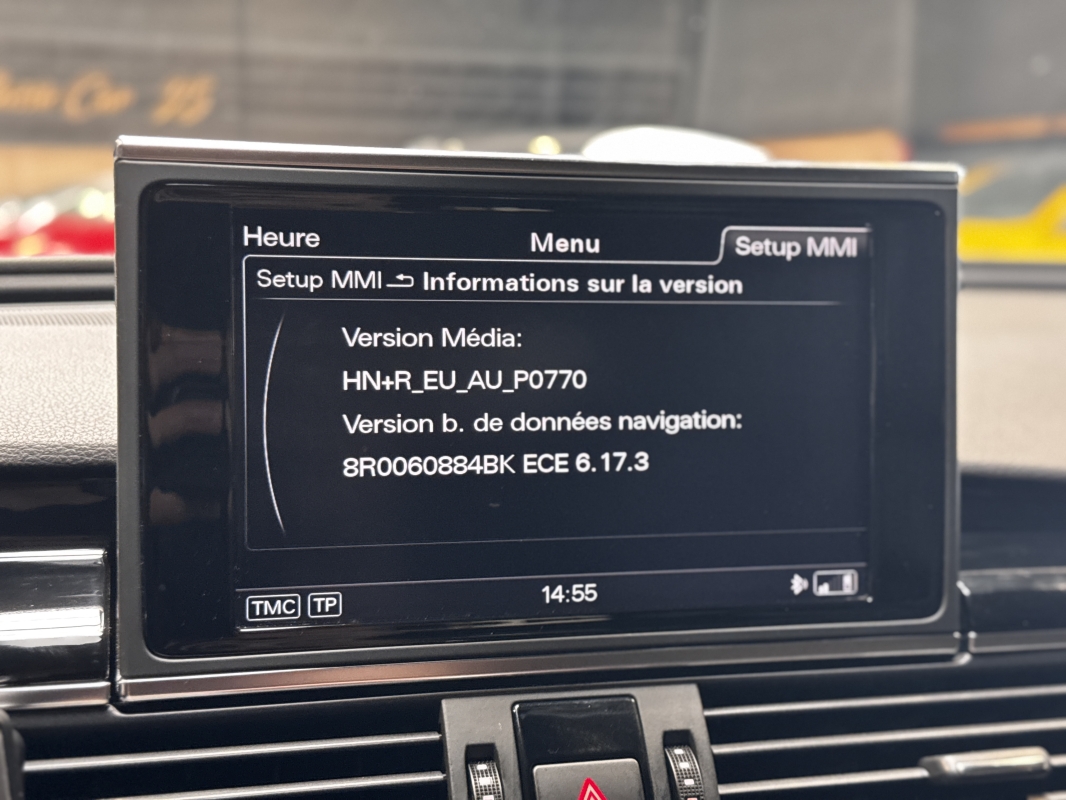 Heure
Menu
Setup MMI
Setup MMI Informations sur la version
Version Média:
HN+R_EU_AU_P0770
Version b. de données navigation:
8R0060884BK ECE 6.17.3
TMC TP
14:55